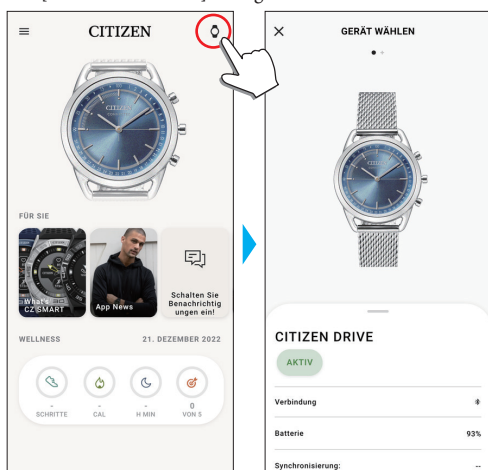 CITIZEN
FÜR SIE
What's
CZ SMART
App News
Schalten Sie
Benachrichtig
ungen ein!
WELLNESS 21. DEZEMBER 2022
- - - 0
SCHRITTE CAL H MIN VON 5
GERÄT WÄHLEN
CITIZEN
CITIZEN DRIVE
AKTIV
Verbindung
Batterie 93%
Synchronisierung: --